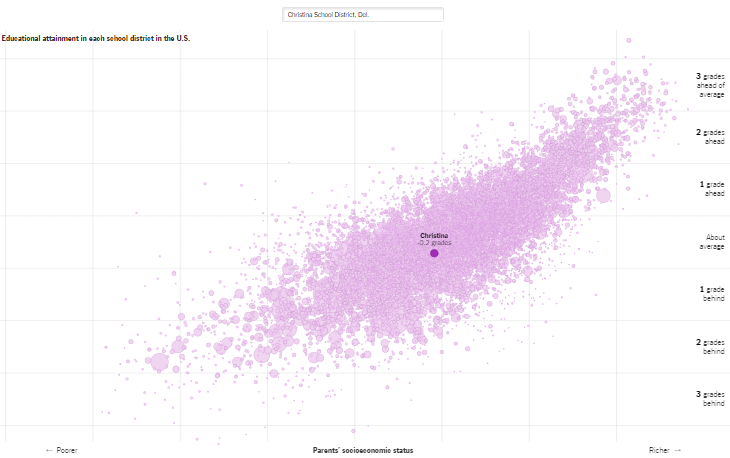 Christina School District, Del.
Educational attainment in each school district in the U.S.
3 grades
ahead of
average
2 grades
ahead
1 grade
ahead
Christina
-0.2 grades
About
average
1 grade
behind
2 grades
behind
3 grades
behind
← Poorer
Parents' socioeconomic status
Richer →